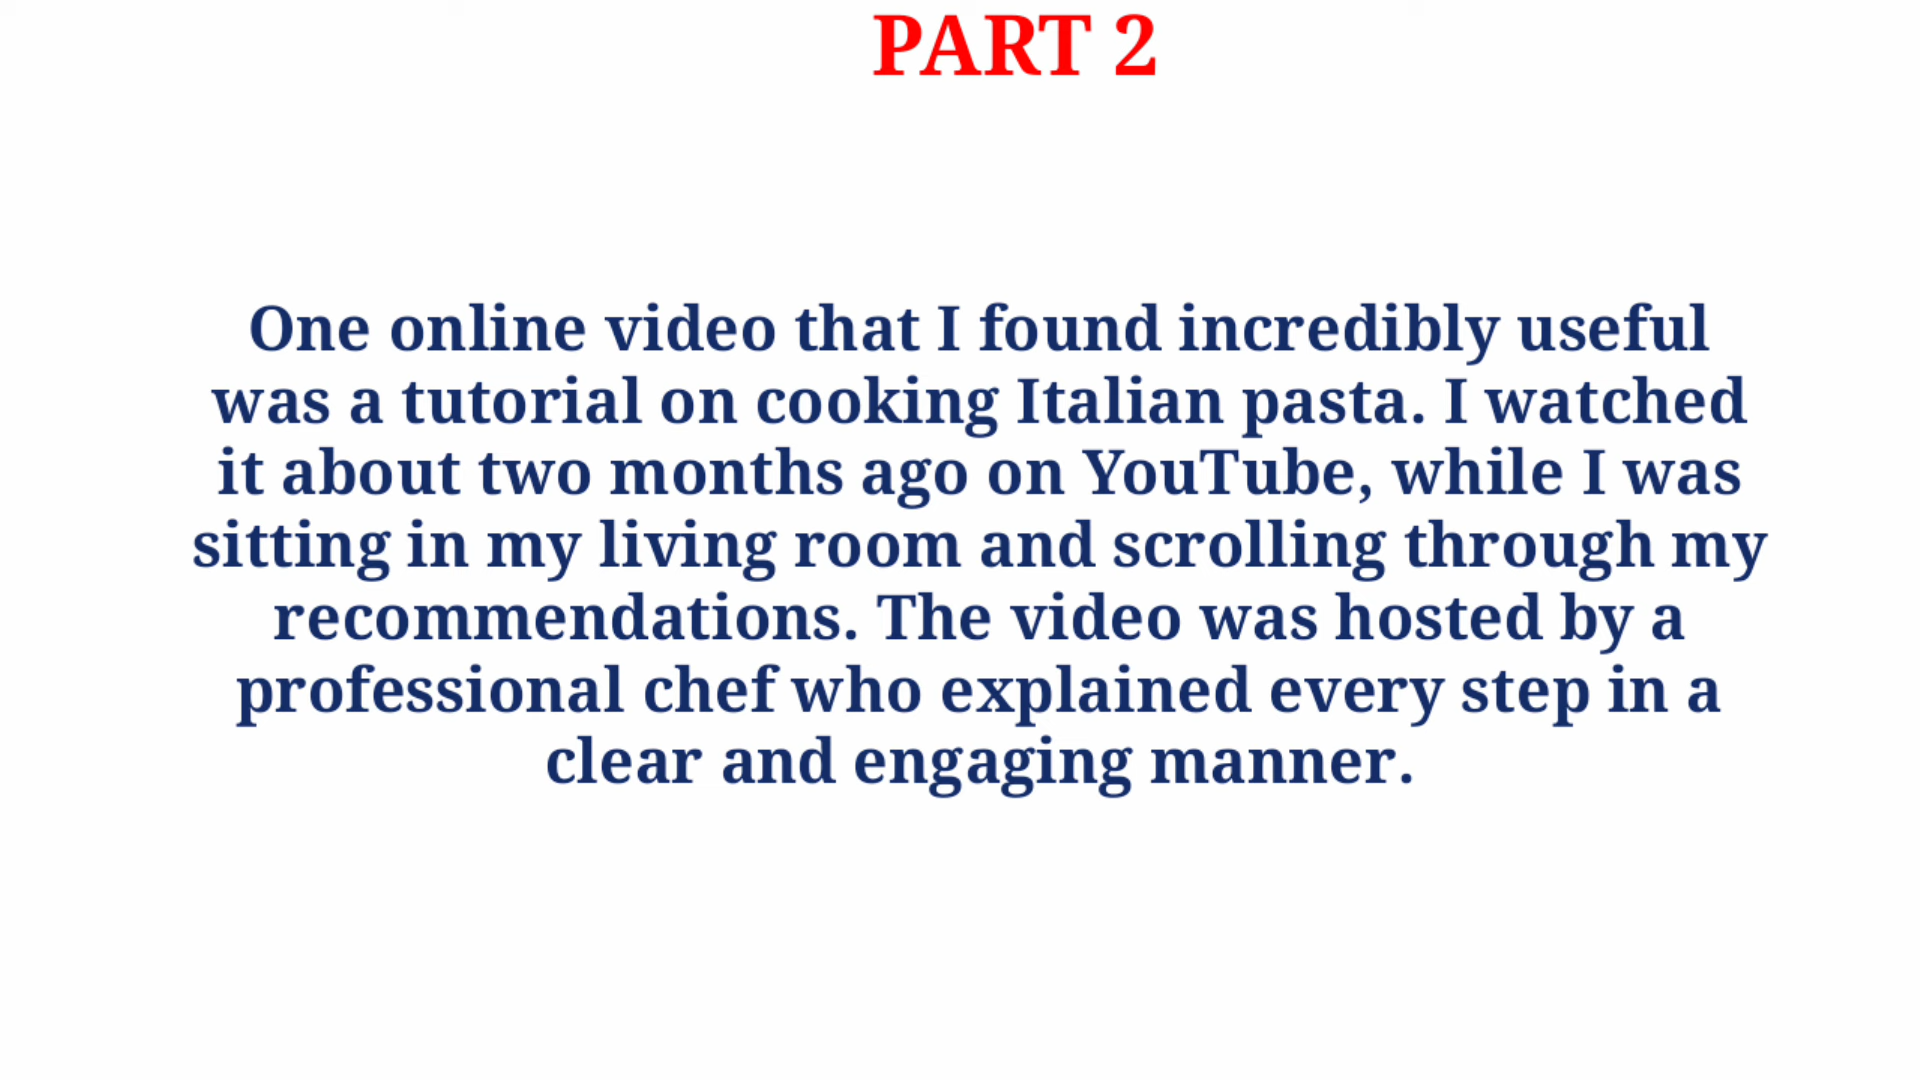 PART 2
One online video that I found incredibly useful
was a tutorial on cooking Italian pasta. I watched
it about two months ago on YouTube, while I was
sitting in my living room and scrolling through my
recommendations. The video was hosted by a
professional chef who explained every step in a
clear and engaging manner.